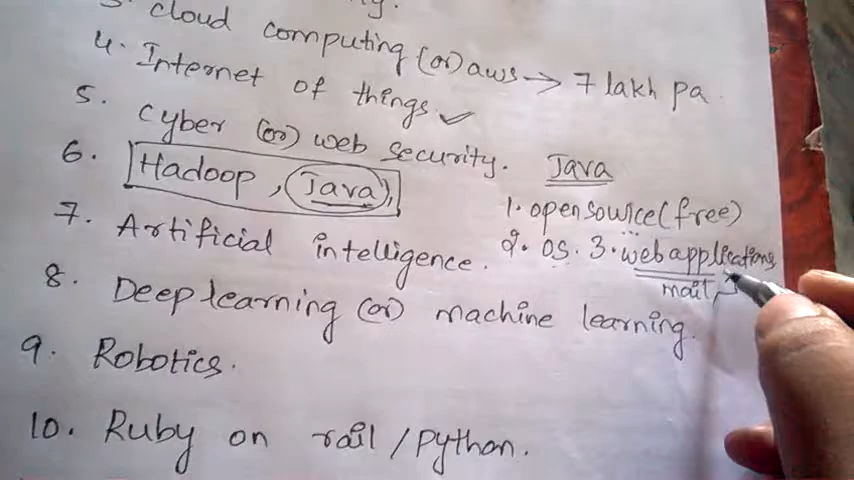 3. cloud computing (or) aws → 7 lakh pa.
4. Internet of things. ✓
5. Cyber (or) web security.
6. Hadoop, Java,
7. Artificial intelligence.
8. Deep learning (or) machine learning.
9. Robotics.
10. Ruby on rail / python.
Java
1. open source (free)
2. OS. 3. web applications
mail,